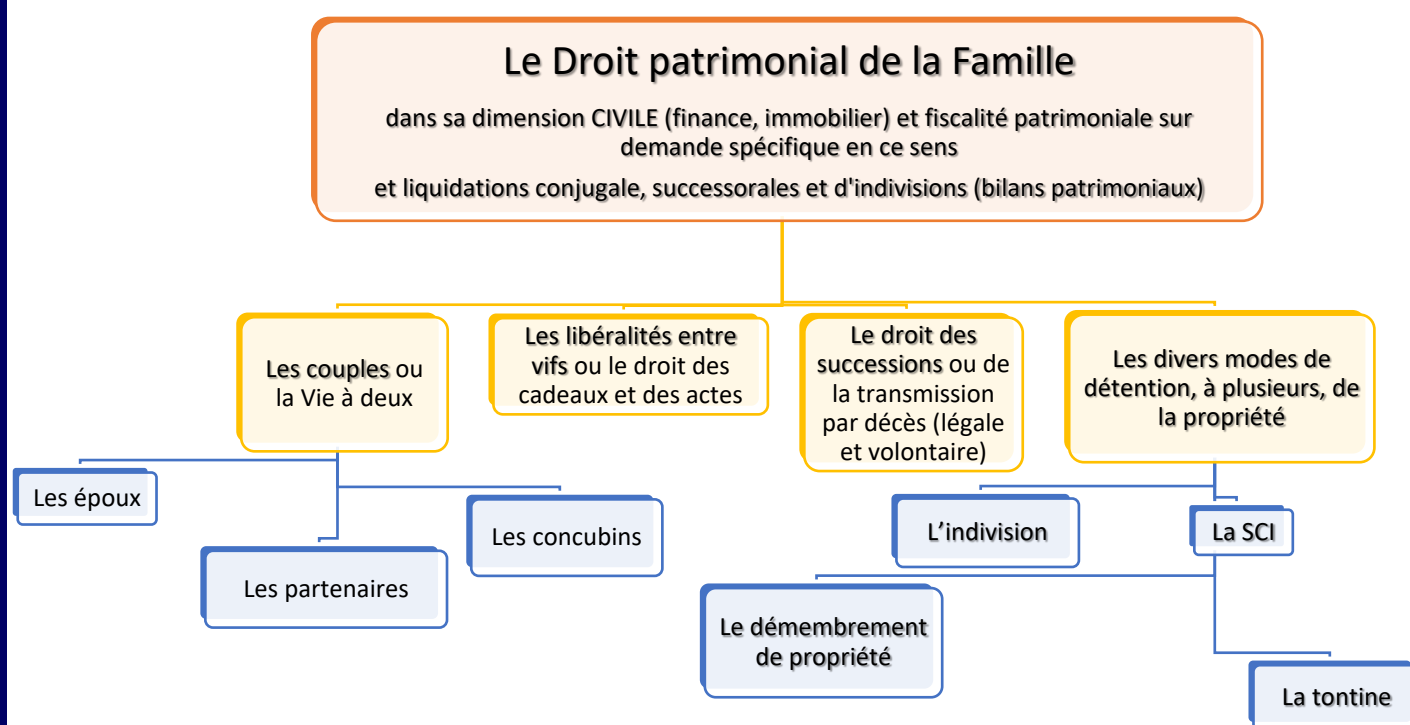 Le Droit patrimonial de la Famille
dans sa dimension CIVILE (finance, immobilier) et fiscalité patrimoniale sur
demande spécifique en ce sens
et liquidations conjugale, successorales et d'indivisions (bilans patrimoniaux)
Les couples ou
la Vie à deux
Les libéralités entre
vifs ou le droit des
cadeaux et des actes
Le droit des
successions ou de
la transmission
par décès (légale
et volontaire)
Les divers modes de
détention, à plusieurs, de
la propriété
Les époux
Les partenaires
Les concubins
L'indivision
La SCI
Le démembrement
de propriété
La tontine